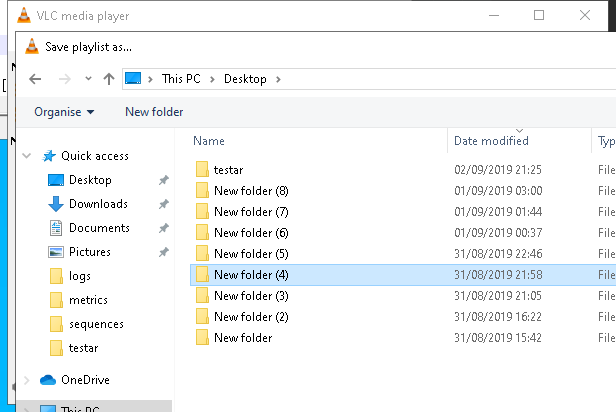 VLC media player
Save playlist as...
This PC > Desktop >
Organise New folder
Name Date modified Typ
Quick access
Desktop
Downloads
Documents
Pictures
logs
metrics
sequences
testar
OneDrive
This PC
testar 02/09/2019 21:25 File
New folder (8) 01/09/2019 03:00 File
New folder (7) 01/09/2019 01:44 File
New folder (6) 01/09/2019 00:37 File
New folder (5) 31/08/2019 22:46 File
New folder (4) 31/08/2019 21:58 File
New folder (3) 31/08/2019 21:05 File
New folder (2) 31/08/2019 16:22 File
New folder 31/08/2019 15:42 File